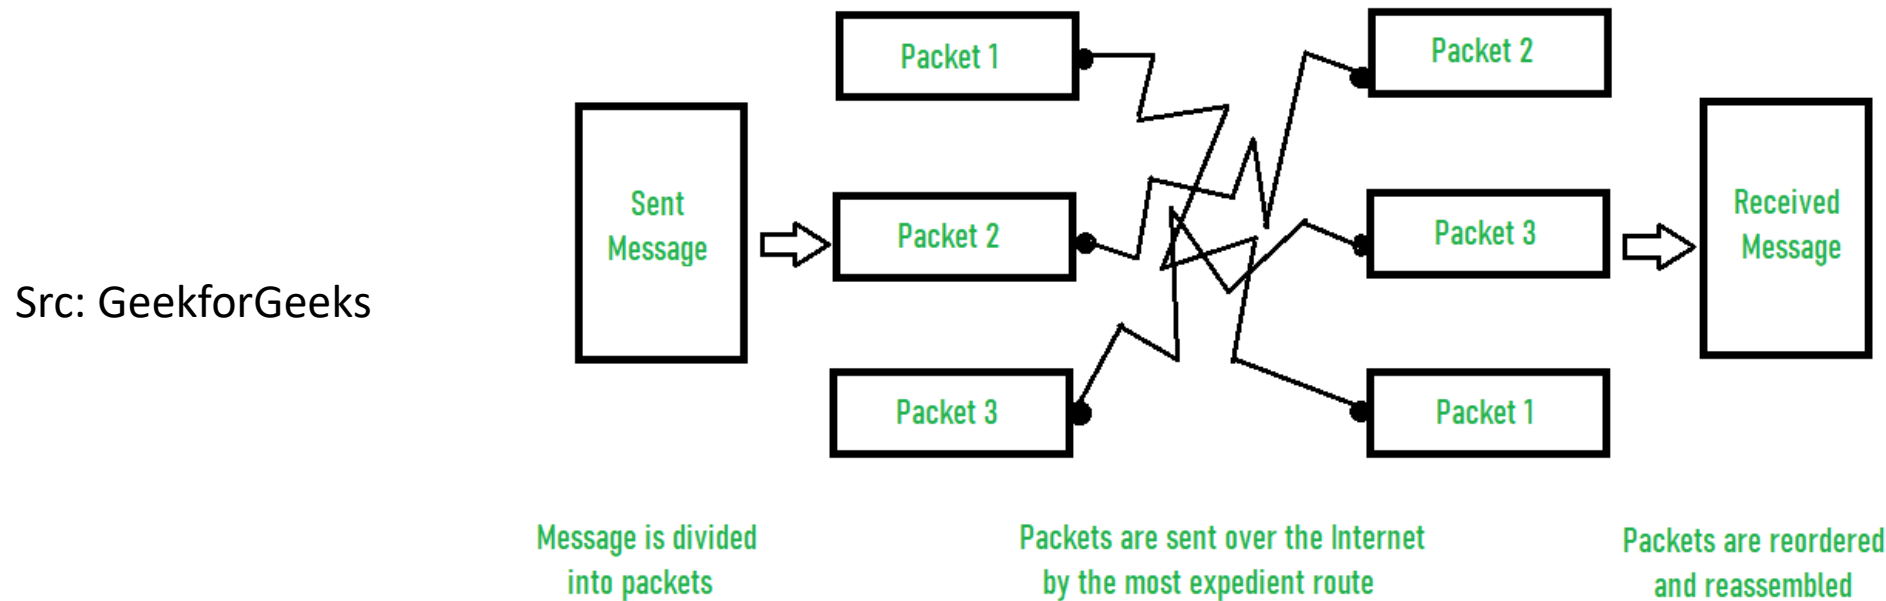 Src: GeekforGeeks
Sent
Message
Packet 1
Packet 2
Packet 3
Packet 2
Packet 3
Packet 1
Received
Message
Message is divided
into packets
Packets are sent over the Internet
by the most expedient route
Packets are reordered
and reassembled